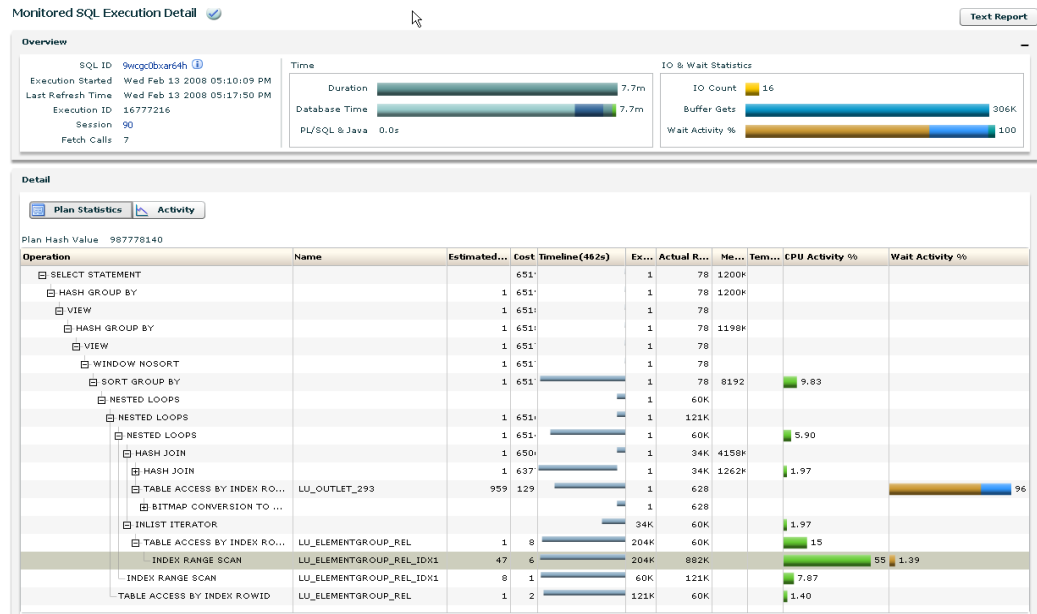 Monitored SQL Execution Detail
Text Report
Overview
SQL ID 9wcgc0bxar64h
Execution Started Wed Feb 13 2008 05:10:09 PM
Last Refresh Time Wed Feb 13 2008 05:17:50 PM
Execution ID 16777216
Session 90
Fetch Calls 7
Time
Duration 7.7m
Database Time 7.7m
PL/SQL & Java 0.0s
IO & Wait Statistics
IO Count 16
Buffer Gets 306K
Wait Activity % 100
Detail
Plan Statistics Activity
Plan Hash Value 987778140
Operation Name Estimated... Cost Timeline(462s) Ex... Actual R... Me... Tem... CPU Activity % Wait Activity %
SELECT STATEMENT 651 1 78 1200K
HASH GROUP BY 1 651 1 78 1200K
VIEW 1 651 1 78
HASH GROUP BY 1 651 1 78 1198K
VIEW 1 651 1 78
WINDOW NOSORT 1 651 1 78
SORT GROUP BY 1 651 1 78 8192 9.83
NESTED LOOPS 1 60K
NESTED LOOPS 1 651 1 121K
NESTED LOOPS 1 651 1 60K 5.90
HASH JOIN 1 650 1 34K 4158K
HASH JOIN 1 637 1 34K 1262K 1.97
TABLE ACCESS BY INDEX RO... LU_OUTLET_293 959 129 1 628 96
BITMAP CONVERSION TO ... 1 628
INLIST ITERATOR 34K 60K 1.97
TABLE ACCESS BY INDEX RO... LU_ELEMENTGROUP_REL 1 8 204K 60K 15
INDEX RANGE SCAN LU_ELEMENTGROUP_REL_IDX1 47 6 204K 882K 55 1.39
INDEX RANGE SCAN LU_ELEMENTGROUP_REL_IDX1 8 1 60K 121K 7.87
TABLE ACCESS BY INDEX ROWID LU_ELEMENTGROUP_REL 1 2 121K 60K 1.40